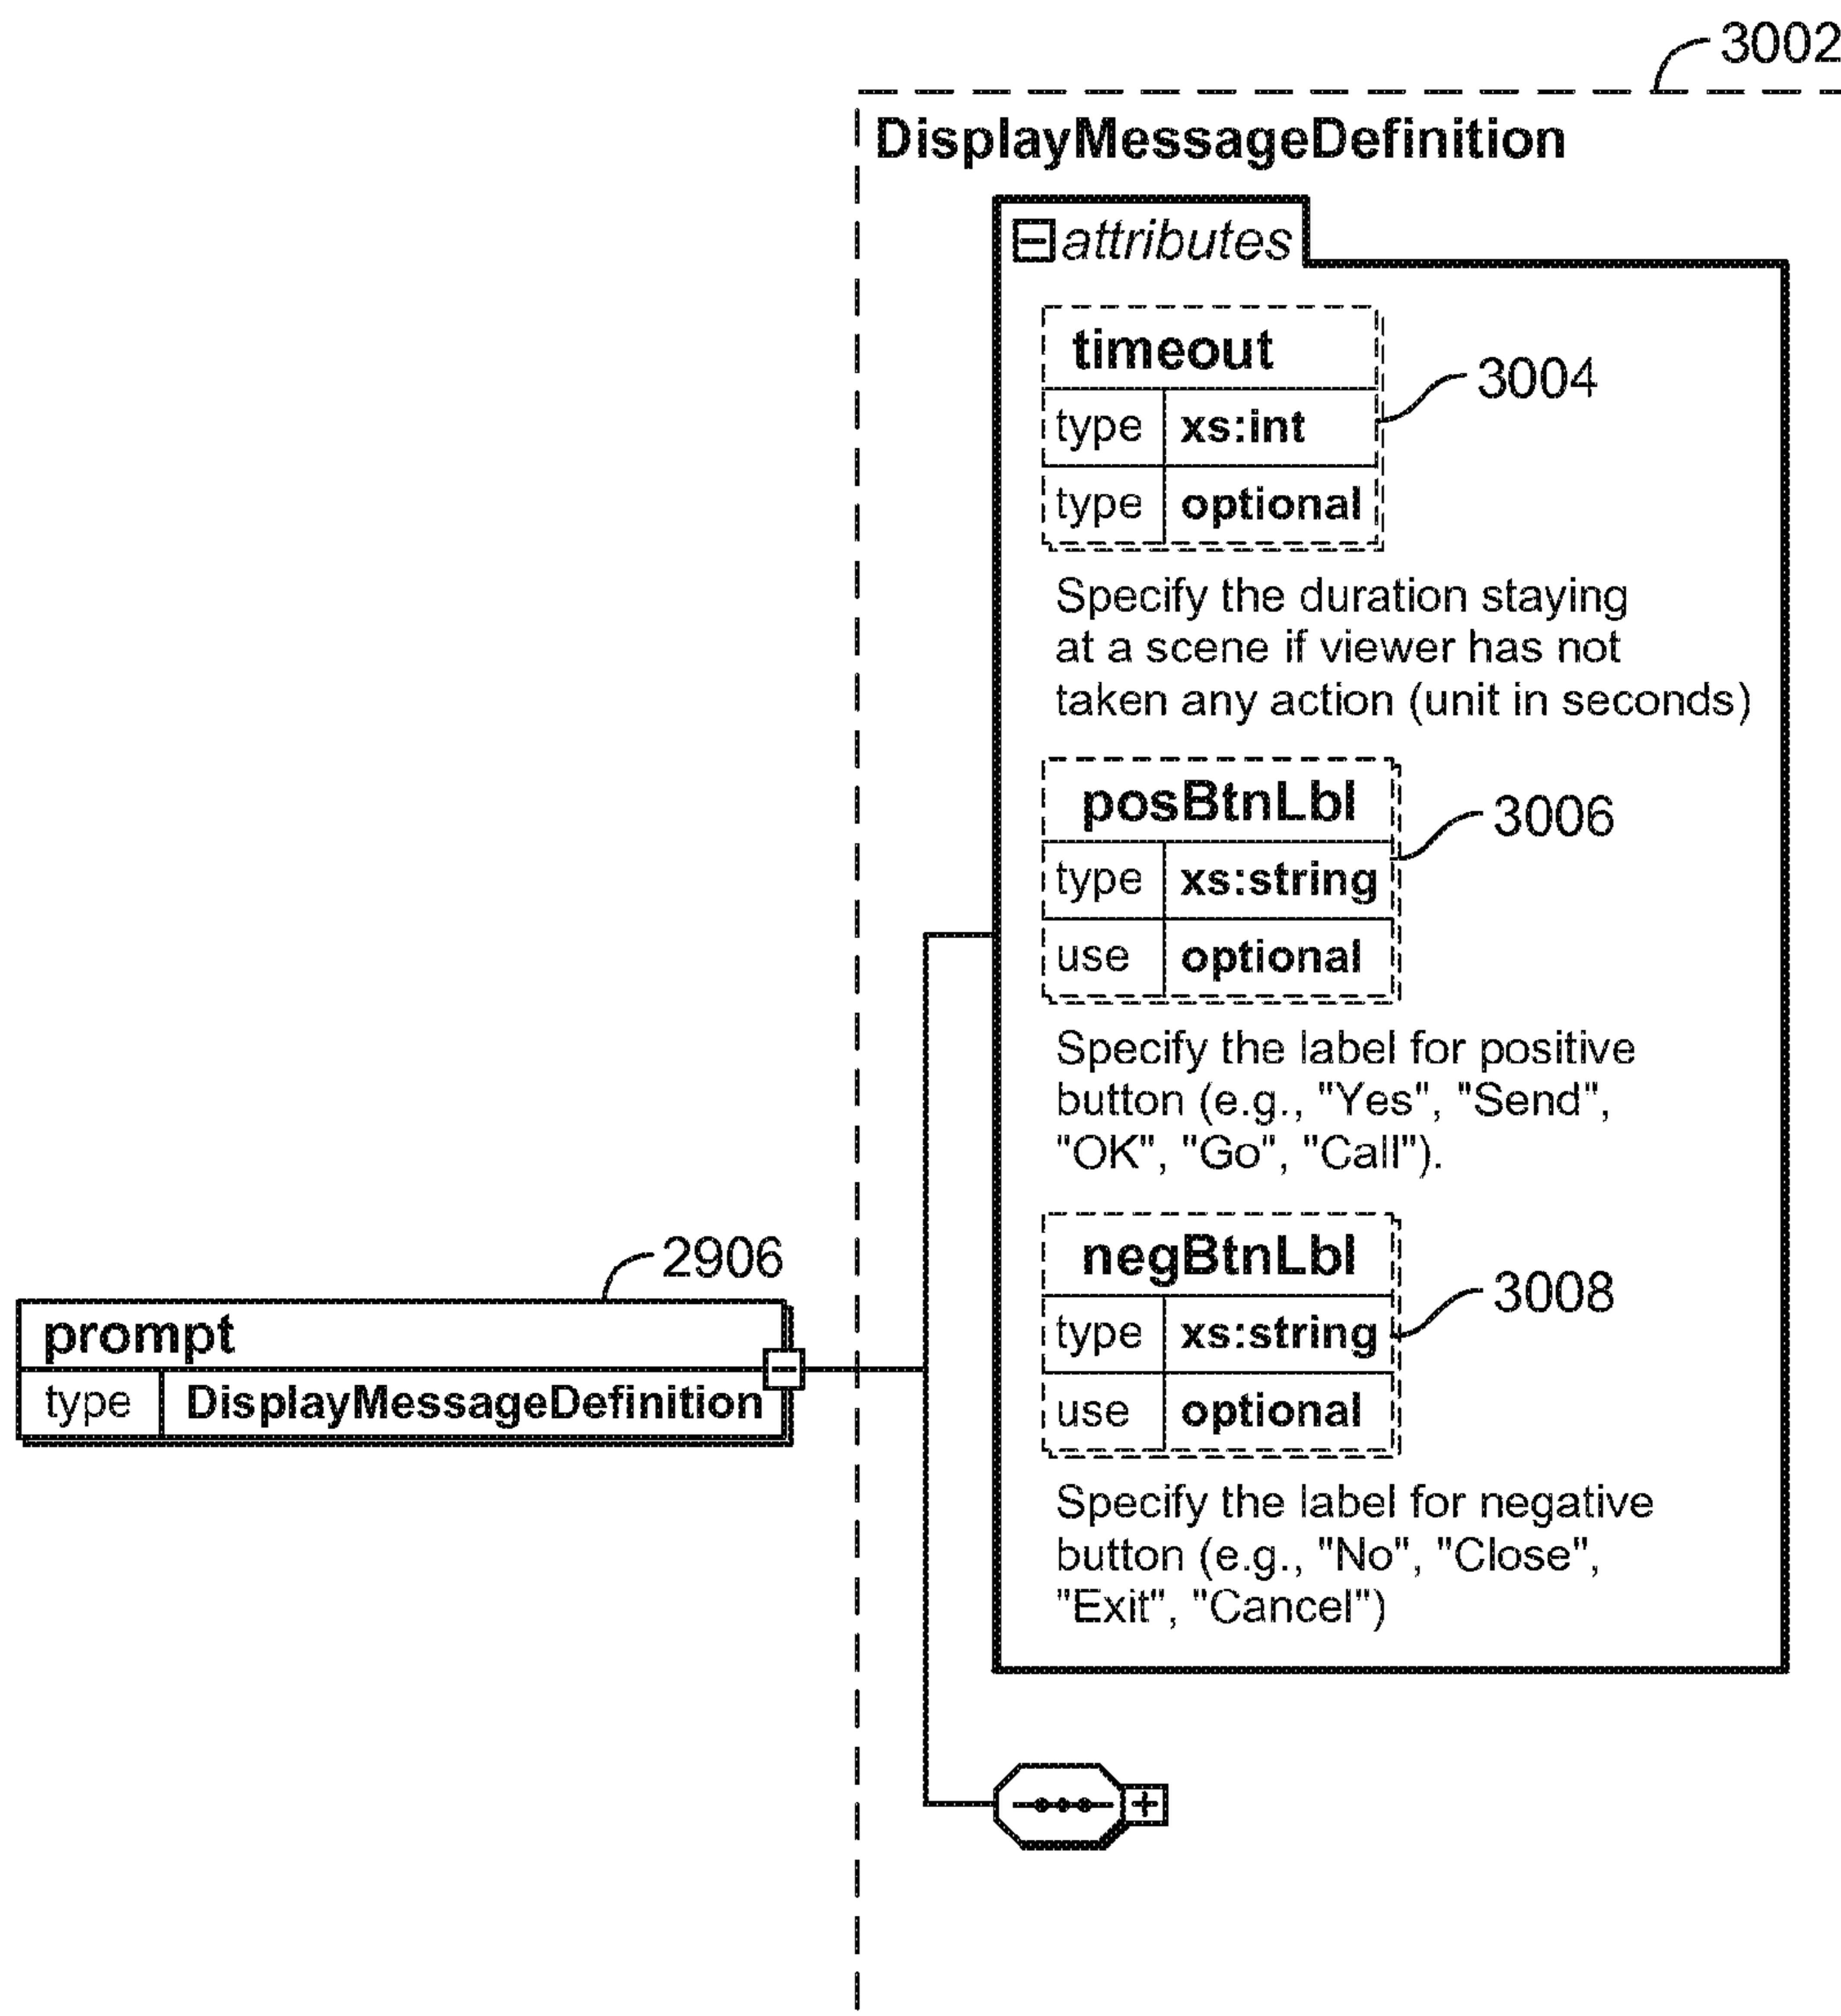 3002
DisplayMessageDefinition
attributes
timeout
type xs:int
3004
type optional
Specify the duration staying
at a scene if viewer has not
taken any action (unit in seconds)
posBtnLbl
3006
type xs:string
use optional
Specify the label for positive
button (e.g., "Yes", "Send",
"OK", "Go", "Call").
negBtnLbl
3008
type xs:string
use optional
Specify the label for negative
button (e.g., "No", "Close",
"Exit", "Cancel")
2906
prompt
type DisplayMessageDefinition